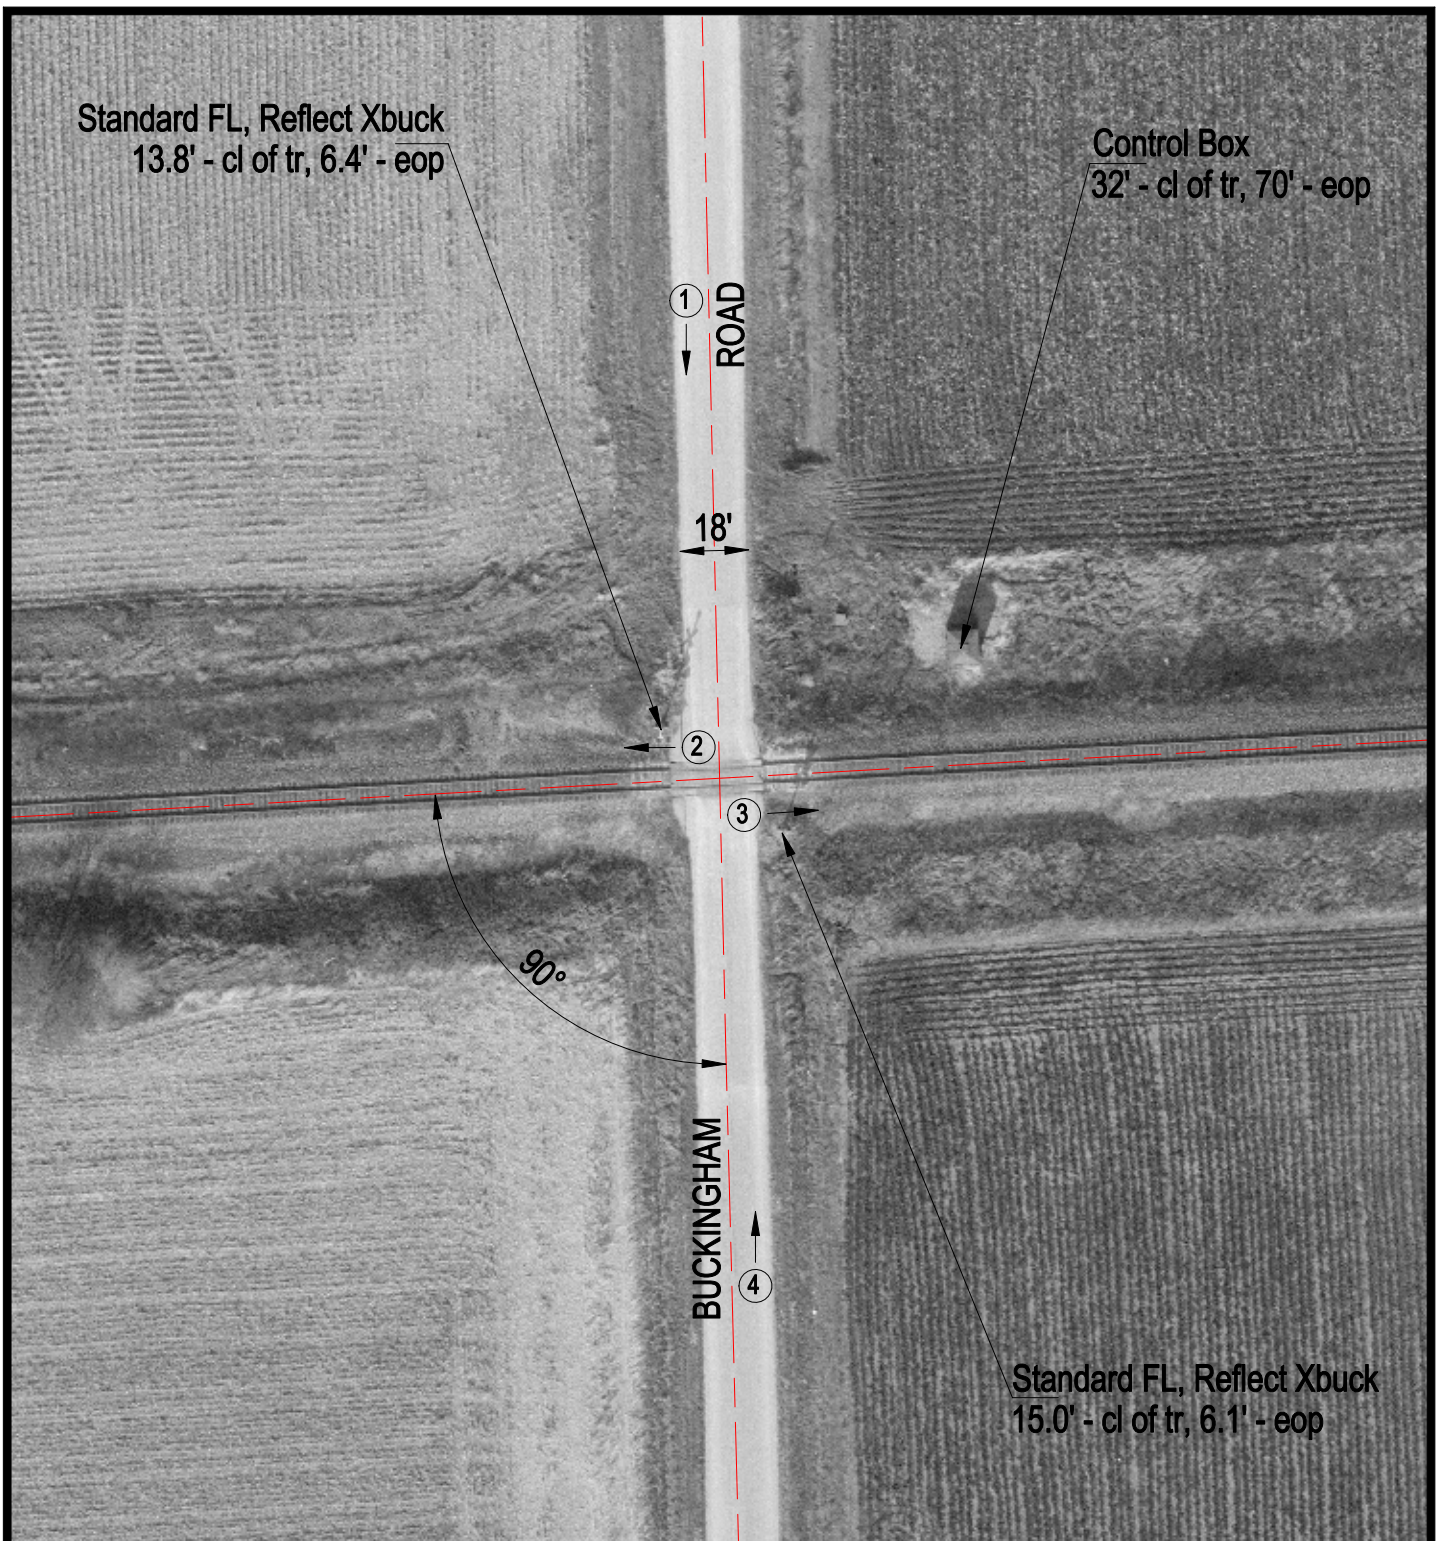 Standard FL, Reflect Xbuck
13.8' - cl of tr, 6.4' - eop
Control Box
32' - cl of tr, 70' - eop
1
ROAD
18'
2
3
90°
BUCKINGHAM
4
Standard FL, Reflect Xbuck
15.0' - cl of tr, 6.1' - eop